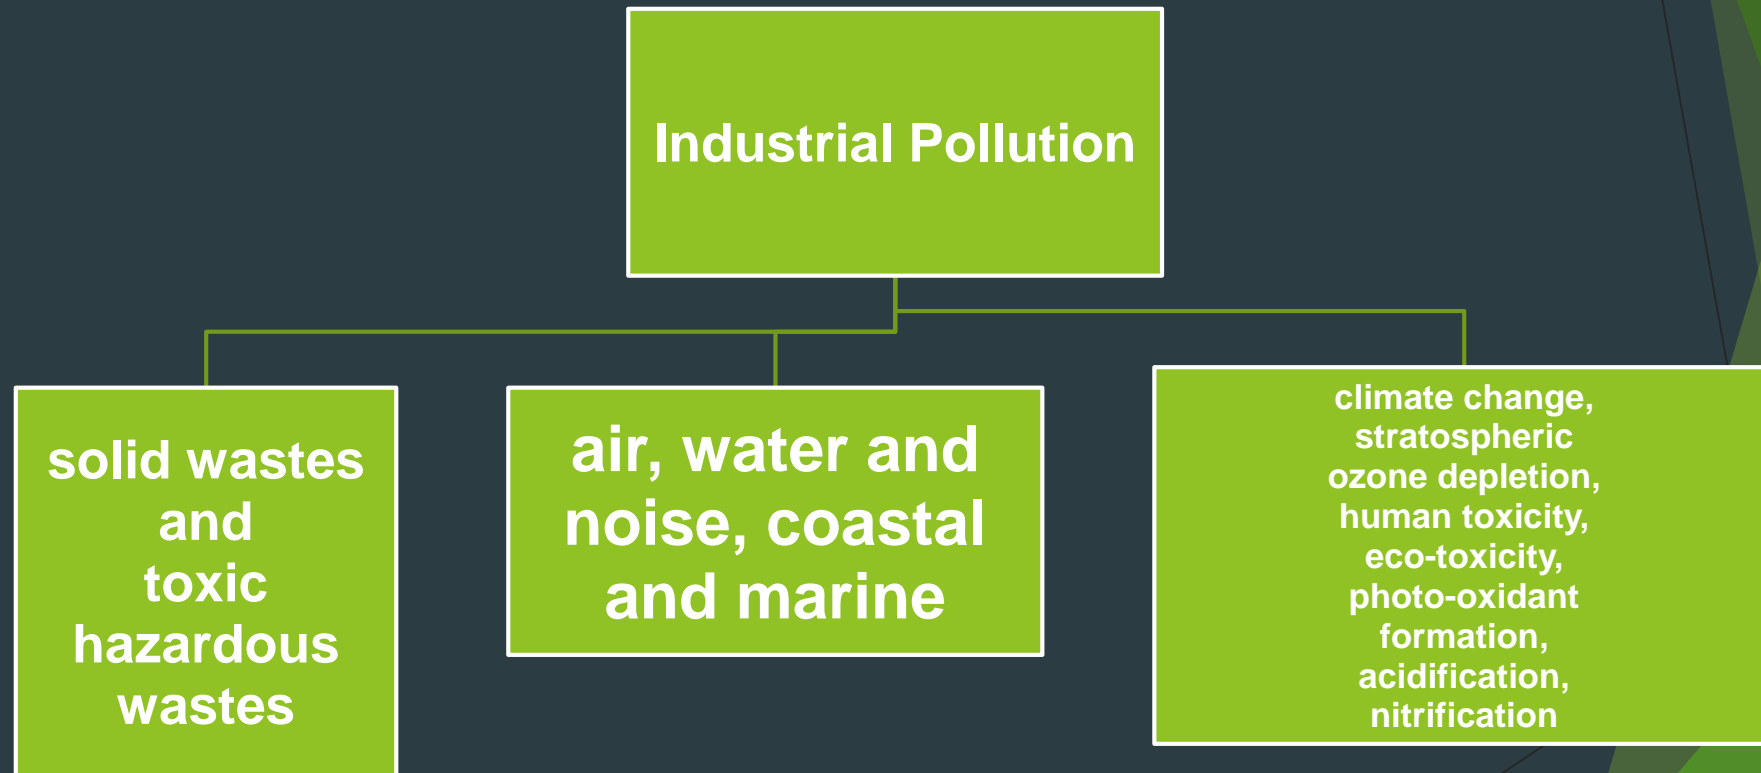 Industrial Pollution
solid wastes
and
toxic
hazardous
wastes
air, water and
noise, coastal
and marine
climate change,
stratospheric
ozone depletion,
human toxicity,
eco-toxicity,
photo-oxidant
formation,
acidification,
nitrification